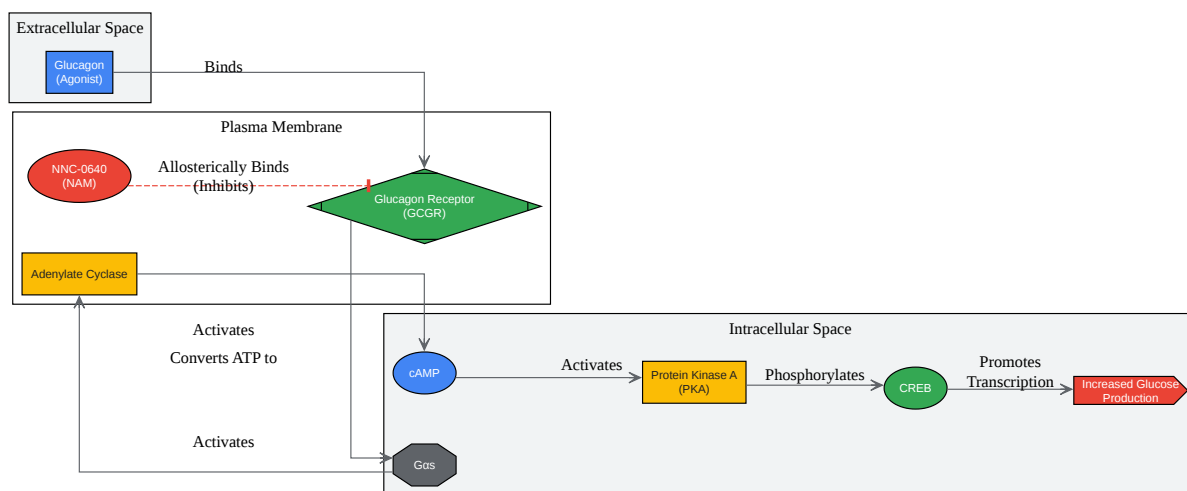 Extracellular Space
Glucagon
(Agonist)
Binds
Plasma Membrane
NNC-0640
(NAM)
Allosterically Binds
(Inhibits)
Glucagon Receptor
(GCGR)
Adenylate Cyclase
Activates
Converts ATP to
Activates
Intracellular Space
cAMP
Activates
Protein Kinase A
(PKA)
Phosphorylates
CREB
Promotes
Transcription
Increased Glucose
Production
Gαs